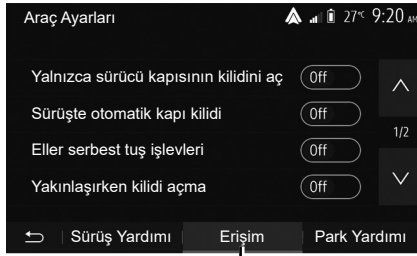 Araç Ayarları 27°C 9:20 AM
Yalnızca sürücü kapısının kilidini aç Off
Sürüşte otomatik kapı kilidi Off
1/2
Eller serbest tuş işlevleri Off
Yakınlaşırken kilidi açma Off
Sürüş Yardımı Erişim Park Yardımı